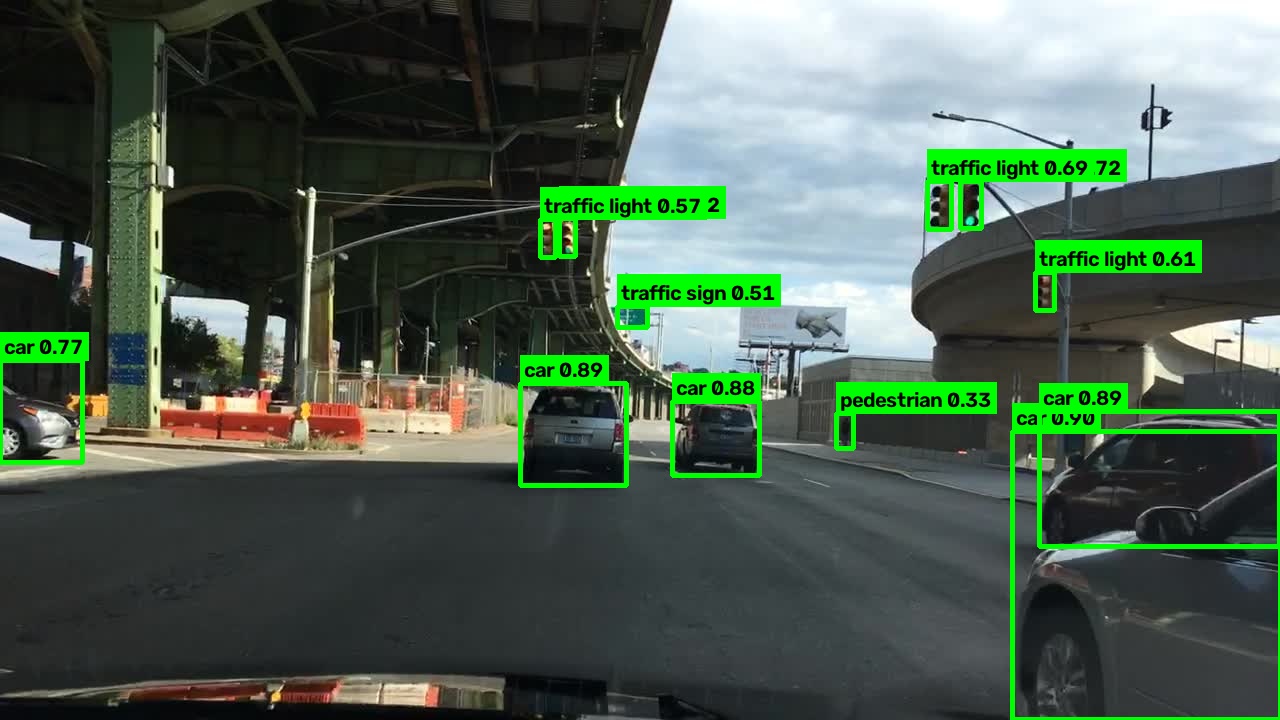 traffic light 0.69 .72
traffic light 0.57 2
traffic light 0.61
traffic sign 0.51
car 0.77
car 0.89
car 0.88
pedestrian 0.33
car 0.89
car 0.90